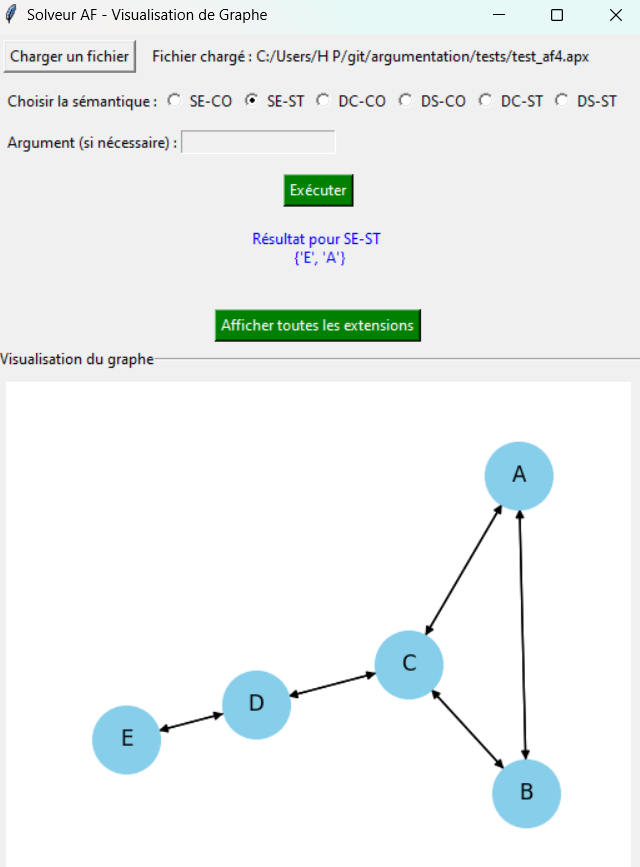 Solveur AF - Visualisation de Graphe
Charger un fichier Fichier chargé : C:/Users/H P/git/argumentation/tests/test_af4.apx
Choisir la sémantique : SE-CO SE-ST DC-CO DS-CO DC-ST DS-ST
Argument (si nécessaire) :
Exécuter
Résultat pour SE-ST
{'E', 'A'}
Afficher toutes les extensions
Visualisation du graphe
A
C
D
E
B